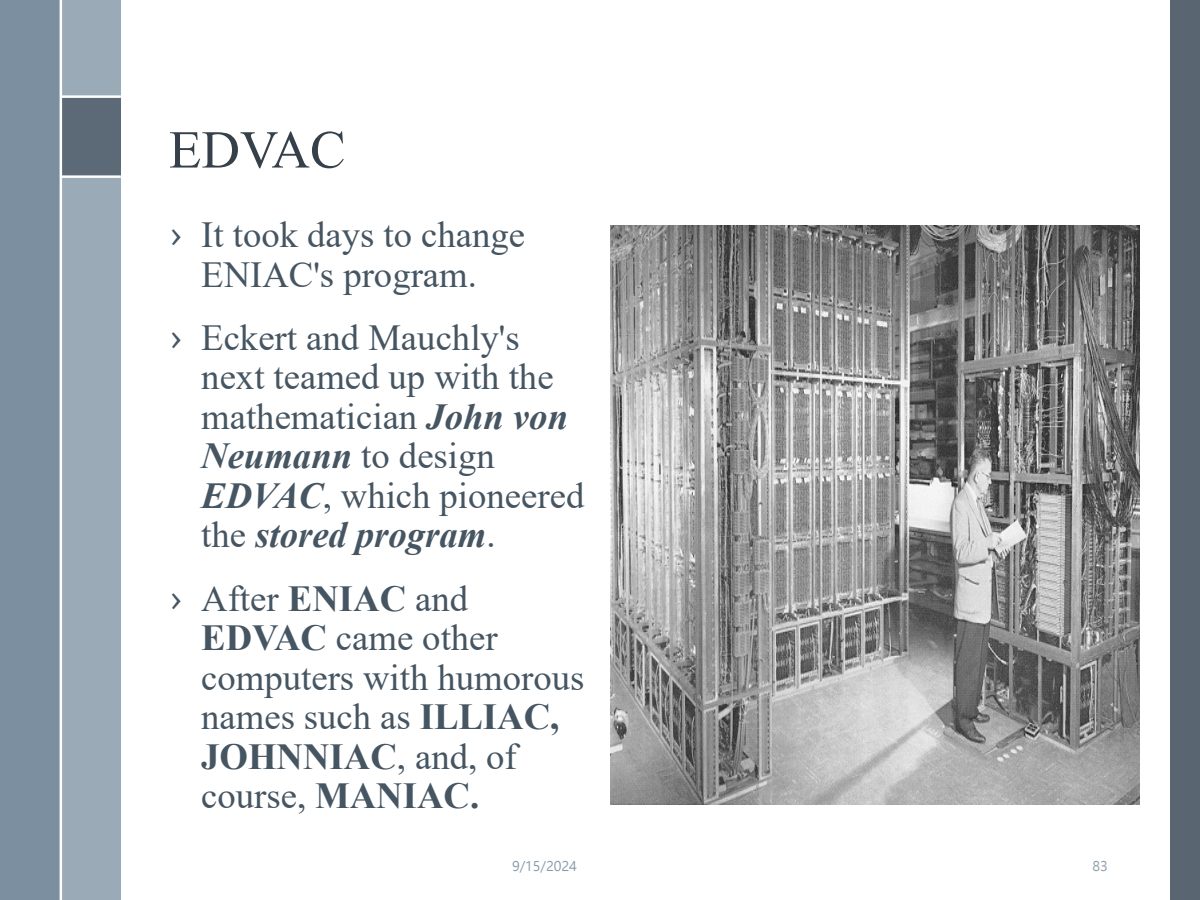 EDVAC
› It took days to change
ENIAC's program.
› Eckert and Mauchly's
next teamed up with the
mathematician John von
Neumann to design
EDVAC, which pioneered
the stored program.
› After ENIAC and
EDVAC came other
computers with humorous
names such as ILLIAC,
JOHNNIAC, and, of
course, MANIAC.
9/15/2024
83